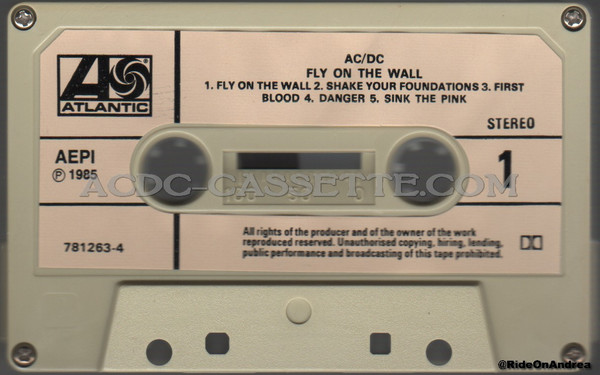 AC/DC
FLY ON THE WALL
1. FLY ON THE WALL 2. SHAKE YOUR FOUNDATIONS 3. FIRST
BLOOD 4. DANGER 5. SINK THE PINK
ATLANTIC
STEREO
AEPI
Ⓟ 1985
1
ACDC-CASSETTE.COM
781263-4
All rights of the producer and of the owner of the work
reproduced reserved. Unauthorised copying, hiring, lending,
public performance and broadcasting of this tape prohibited.
@RideOnAndrea